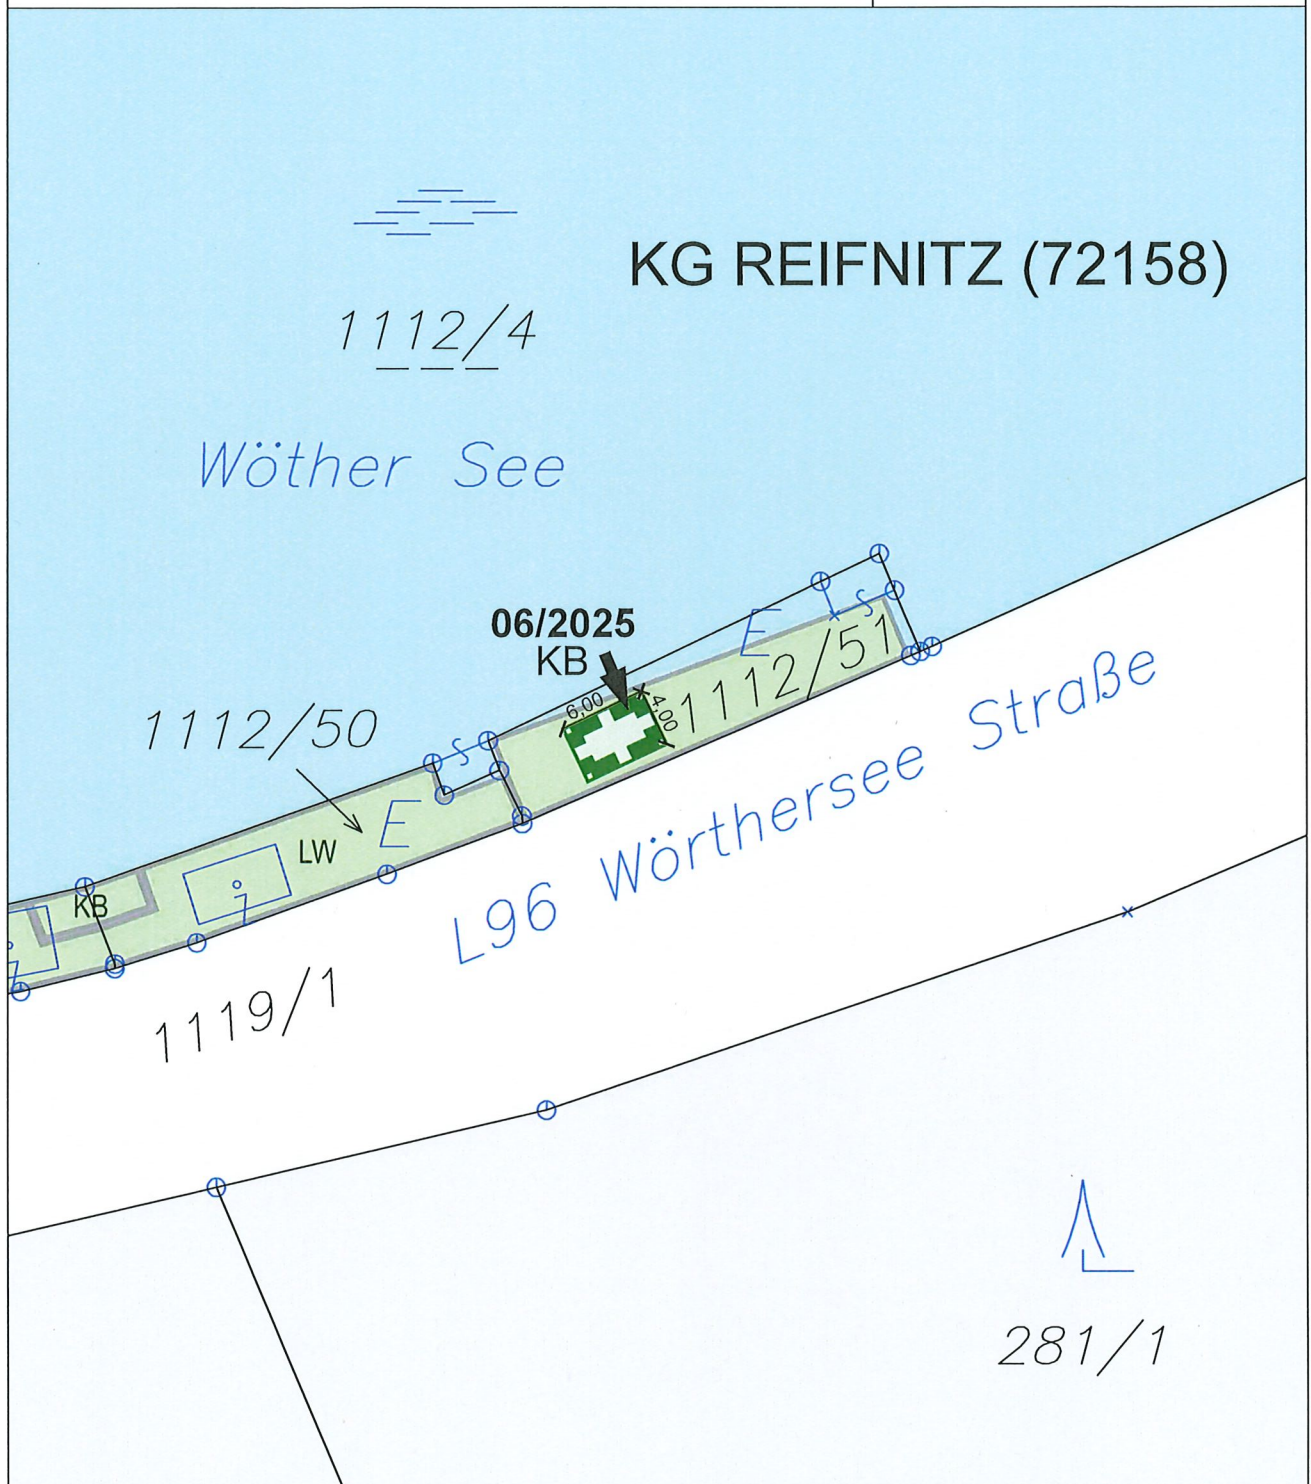 KG REIFNITZ (72158)
1112/4
Wöther See
06/2025
KB
6,00
4,00
E
s
1112/51
1112/50
s
E
LW
KB
L96 Wörthersee Straße
1119/1
281/1